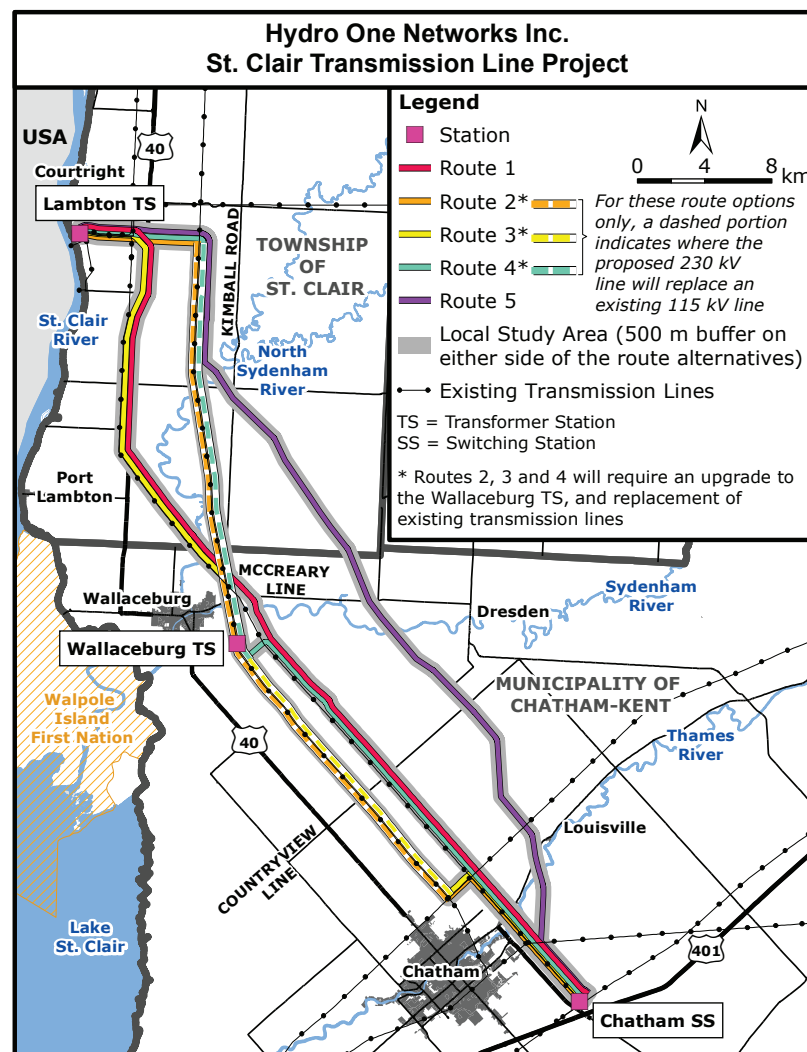 Hydro One Networks Inc.
St. Clair Transmission Line Project
Legend
Station
Route 1
Route 2*
Route 3*
Route 4*
Route 5
For these route options
only, a dashed portion
indicates where the
proposed 230 kV
line will replace an
existing 115 kV line
Local Study Area (500 m buffer on
either side of the route alternatives)
Existing Transmission Lines
TS = Transformer Station
SS = Switching Station
* Routes 2, 3 and 4 will require an upgrade to
the Wallaceburg TS, and replacement of
existing transmission lines
N
0 4 8
km
USA
40
Courtright
Lambton TS
KIMBALL ROAD
TOWNSHIP
OF
ST. CLAIR
St. Clair
River
North
Sydenham
River
Port
Lambton
MCCREARY
LINE
Wallaceburg
Sydenham
River
Dresden
Wallaceburg TS
Walpole
Island
First Nation
MUNICIPALITY OF
CHATHAM-KENT
40
Thames
River
Louisville
COUNTRYVIEW
LINE
Lake
St. Clair
401
Chatham
Chatham SS